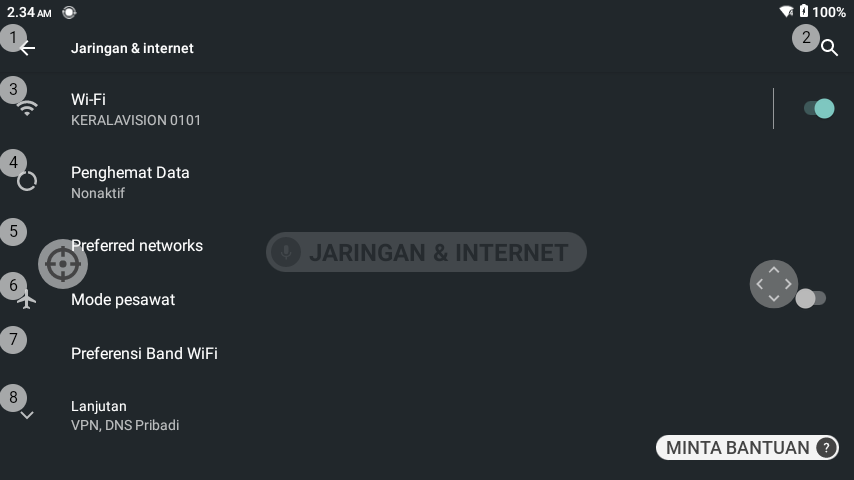 2.34 AM 100%
1 Jaringan & internet 2
3 Wi-Fi
KERALAVISION 0101
4 Penghemat Data
Nonaktif
5 Preferred networks
JARINGAN & INTERNET
6 Mode pesawat
7 Preferensi Band WiFi
8 Lanjutan
VPN, DNS Pribadi
MINTA BANTUAN ?